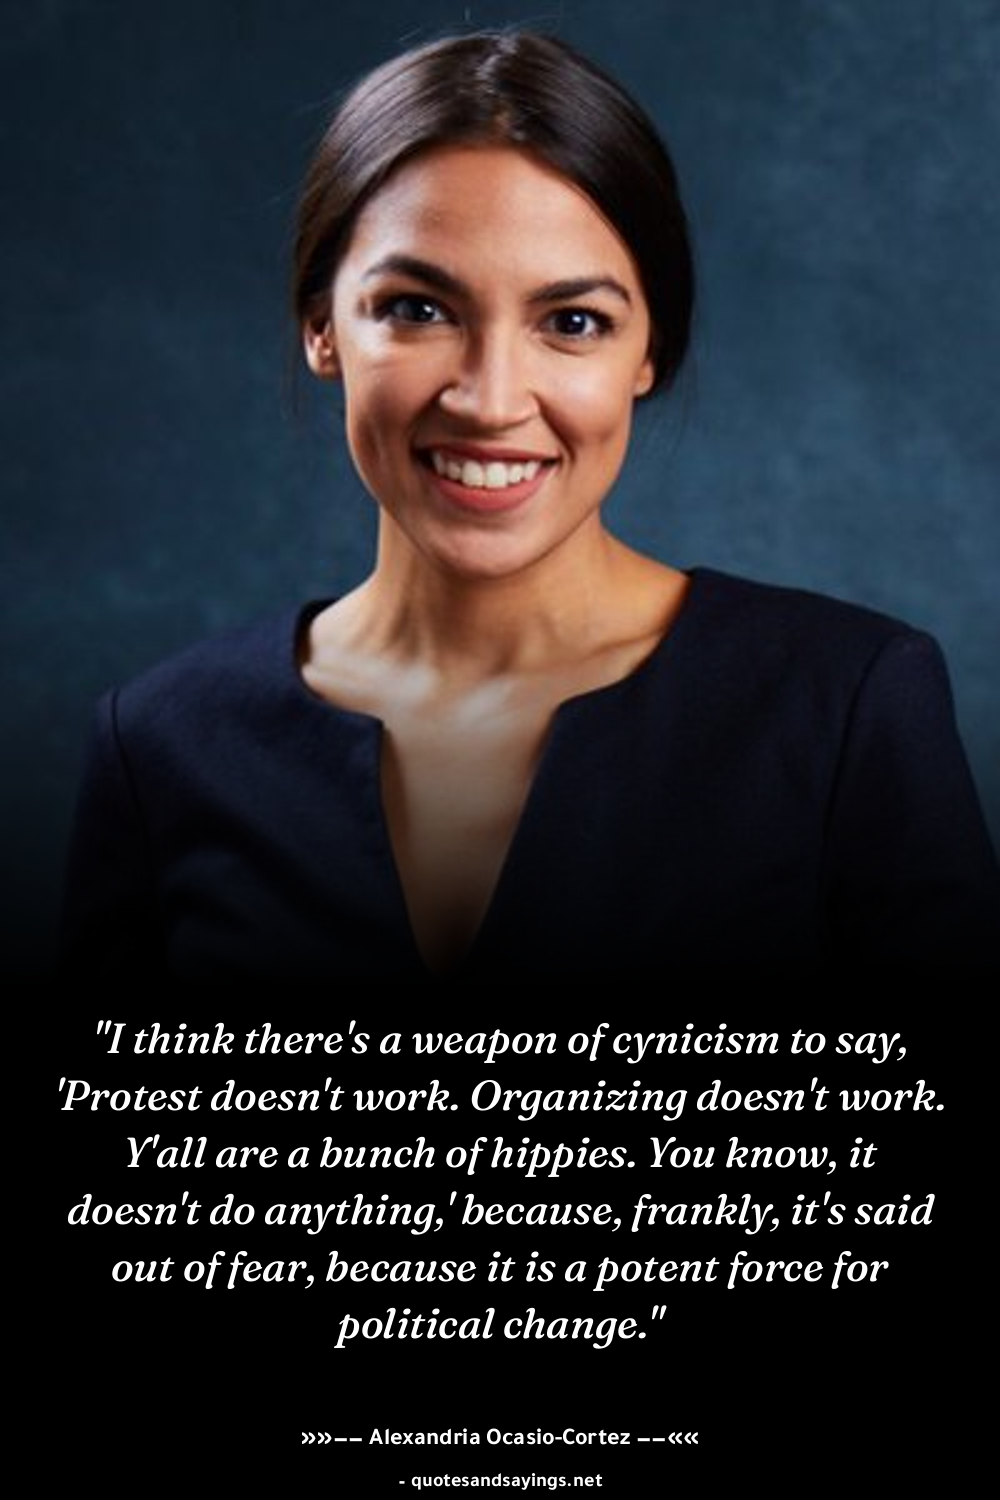 "I think there's a weapon of cynicism to say,
'Protest doesn't work. Organizing doesn't work.
Y'all are a bunch of hippies. You know, it
doesn't do anything,' because, frankly, it's said
out of fear, because it is a potent force for
political change."
»»−− Alexandria Ocasio-Cortez −−««
- quotesandsayings.net